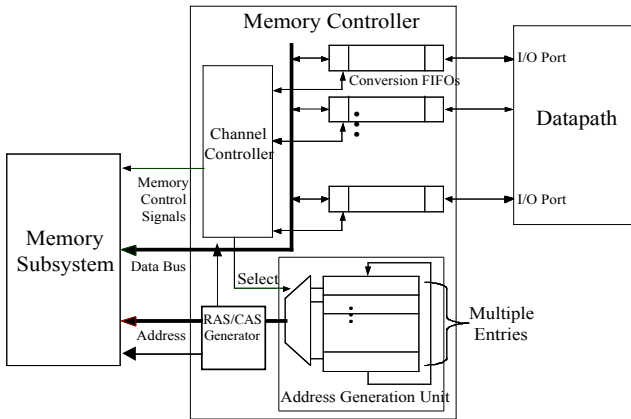 Memory Controller
I/O Port
Conversion FIFOs
Datapath
Channel
Controller
Memory
Control
Signals
I/O Port
Memory
Subsystem
Data Bus
Select
RAS/CAS
Generator
Address
Multiple
Entries
Address Generation Unit